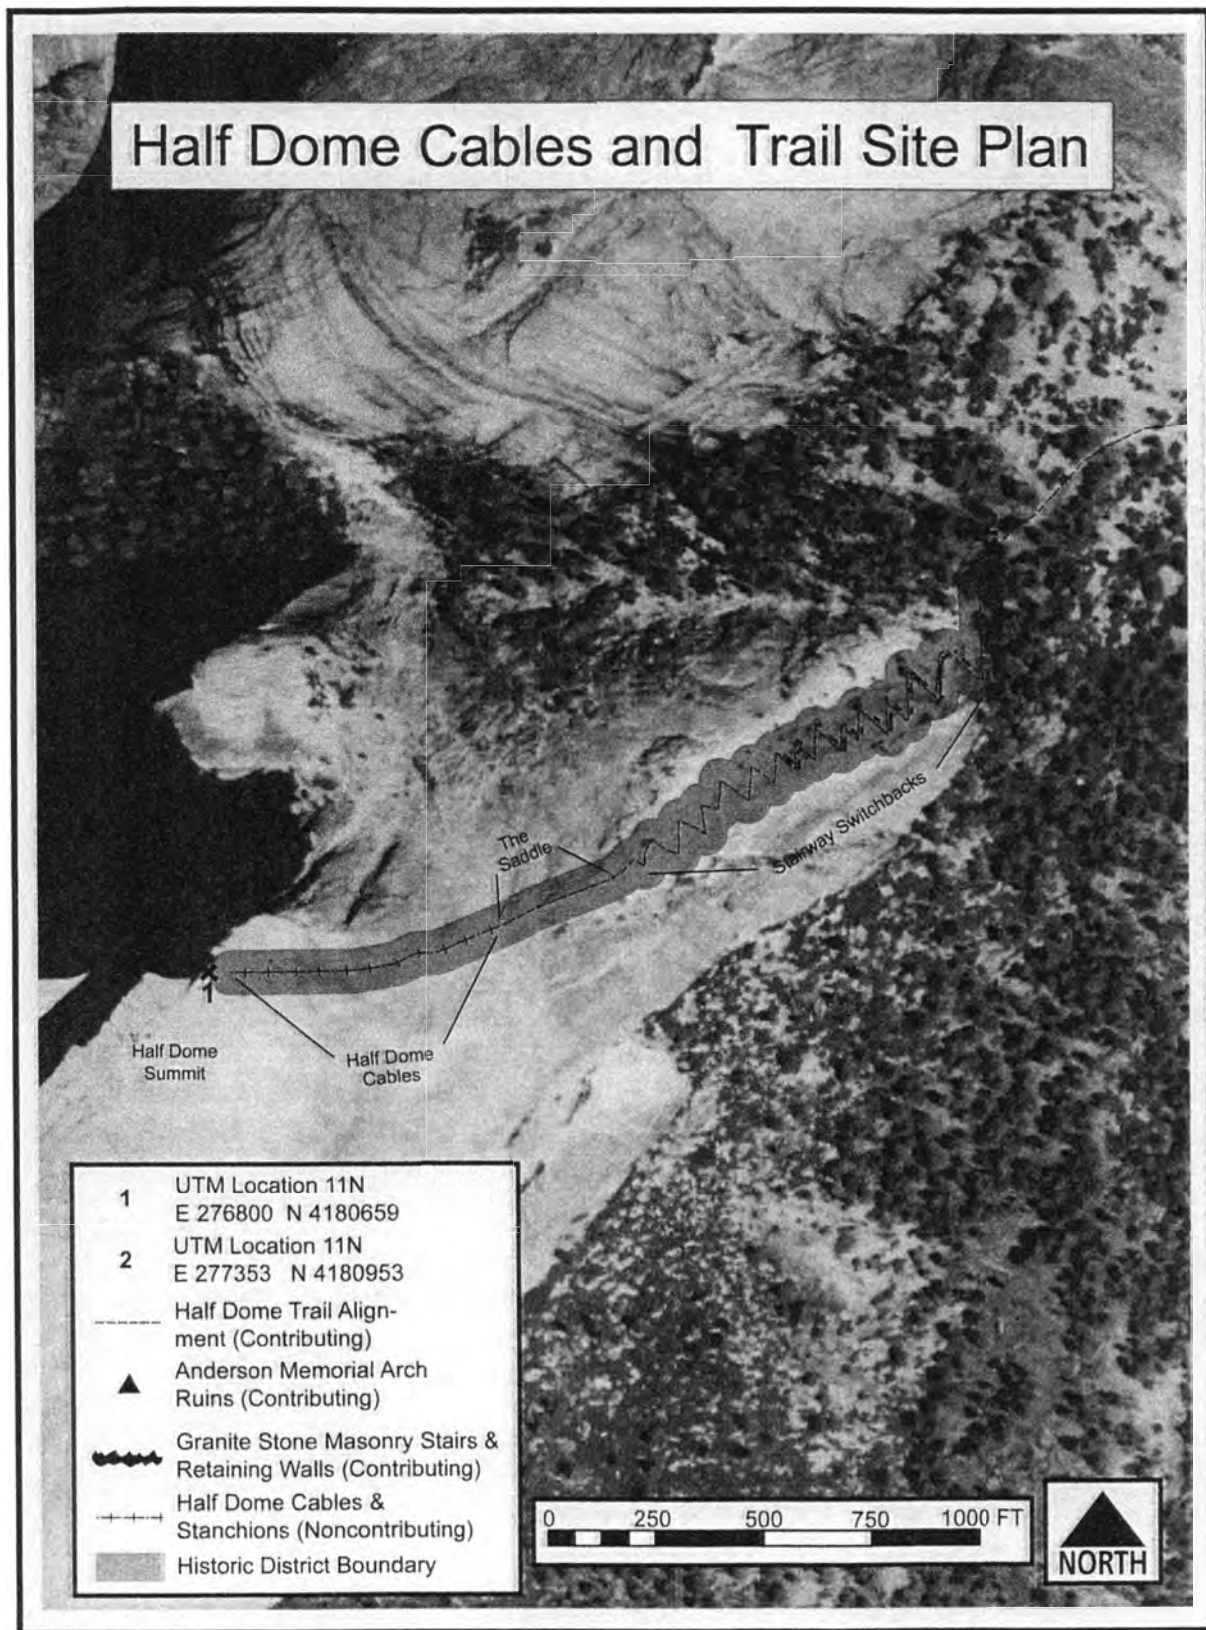 Half Dome Cables and Trail Site Plan
The
Saddle
Stairway Switchbacks
1
Half Dome
Summit
Half Dome
Cables
1 UTM Location 11N
E 276800 N 4180659
2 UTM Location 11N
E 277353 N 4180953
Half Dome Trail Align-
ment (Contributing)
Anderson Memorial Arch
Ruins (Contributing)
Granite Stone Masonry Stairs &
Retaining Walls (Contributing)
Half Dome Cables &
Stanchions (Noncontributing)
Historic District Boundary
0 250 500 750 1000 FT
NORTH